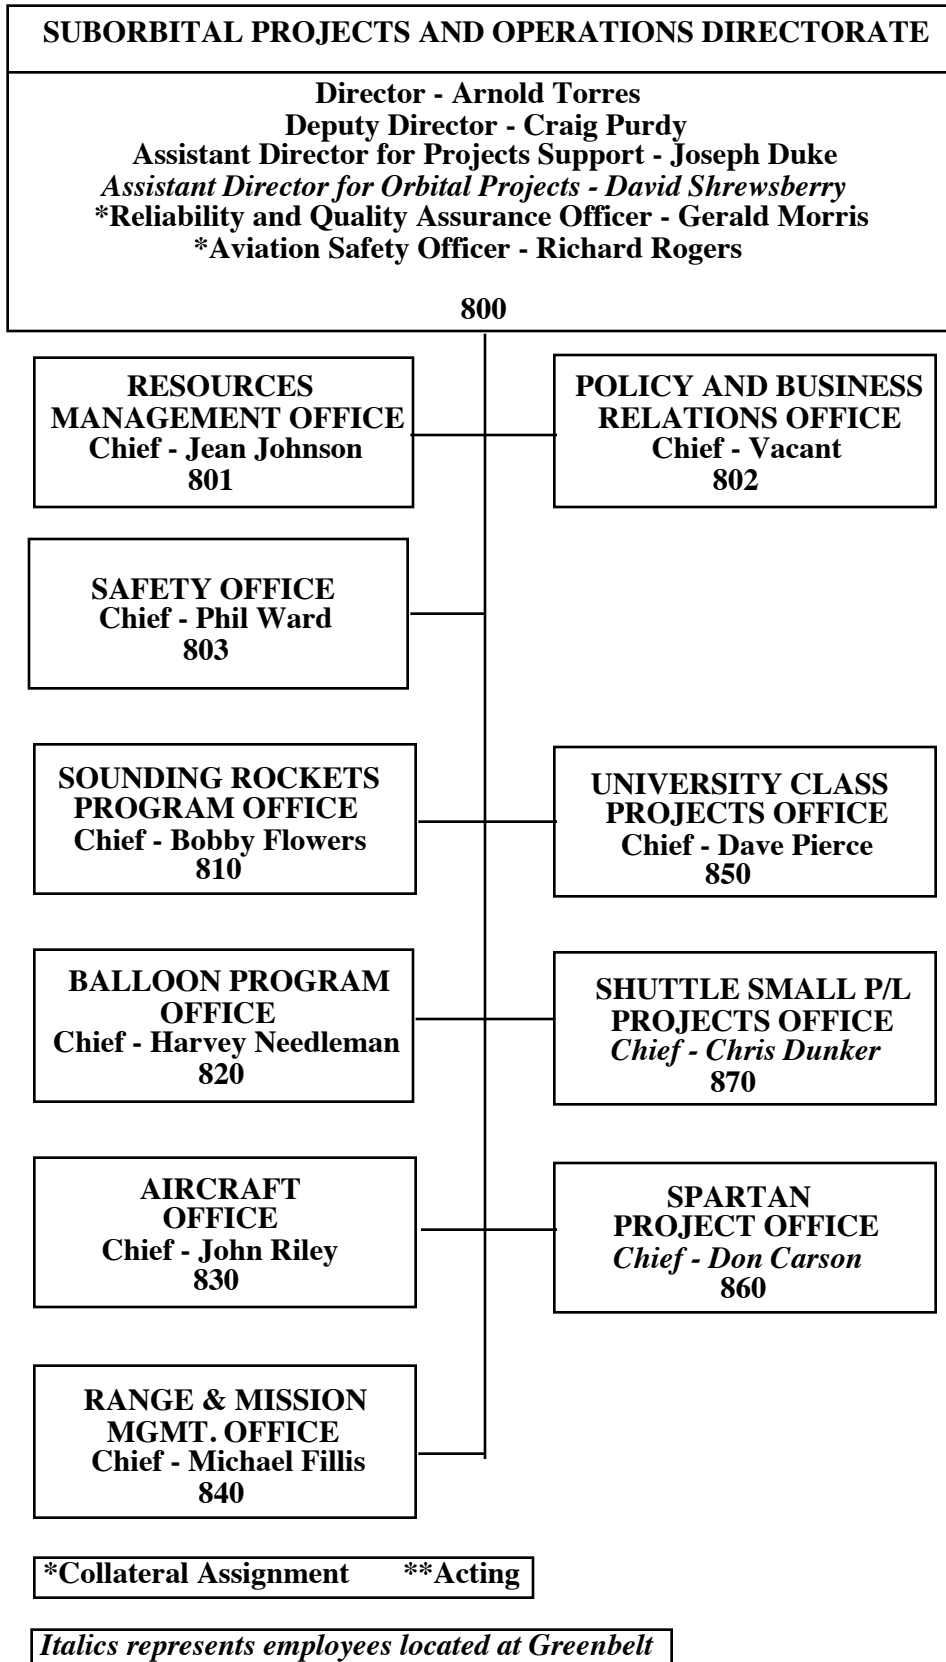 SUBORBITAL PROJECTS AND OPERATIONS DIRECTORATE
Director - Arnold Torres
Deputy Director - Craig Purdy
Assistant Director for Projects Support - Joseph Duke
Assistant Director for Orbital Projects - David Shrewsberry
*Reliability and Quality Assurance Officer - Gerald Morris
*Aviation Safety Officer - Richard Rogers
800
RESOURCES
MANAGEMENT OFFICE
Chief - Jean Johnson
801
POLICY AND BUSINESS
RELATIONS OFFICE
Chief - Vacant
802
SAFETY OFFICE
Chief - Phil Ward
803
SOUNDING ROCKETS
PROGRAM OFFICE
Chief - Bobby Flowers
810
UNIVERSITY CLASS
PROJECTS OFFICE
Chief - Dave Pierce
850
BALLOON PROGRAM
OFFICE
Chief - Harvey Needleman
820
SHUTTLE SMALL P/L
PROJECTS OFFICE
Chief - Chris Dunker
870
AIRCRAFT
OFFICE
Chief - John Riley
830
SPARTAN
PROJECT OFFICE
Chief - Don Carson
860
RANGE & MISSION
MGMT. OFFICE
Chief - Michael Fillis
840
*Collateral Assignment **Acting
Italics represents employees located at Greenbelt